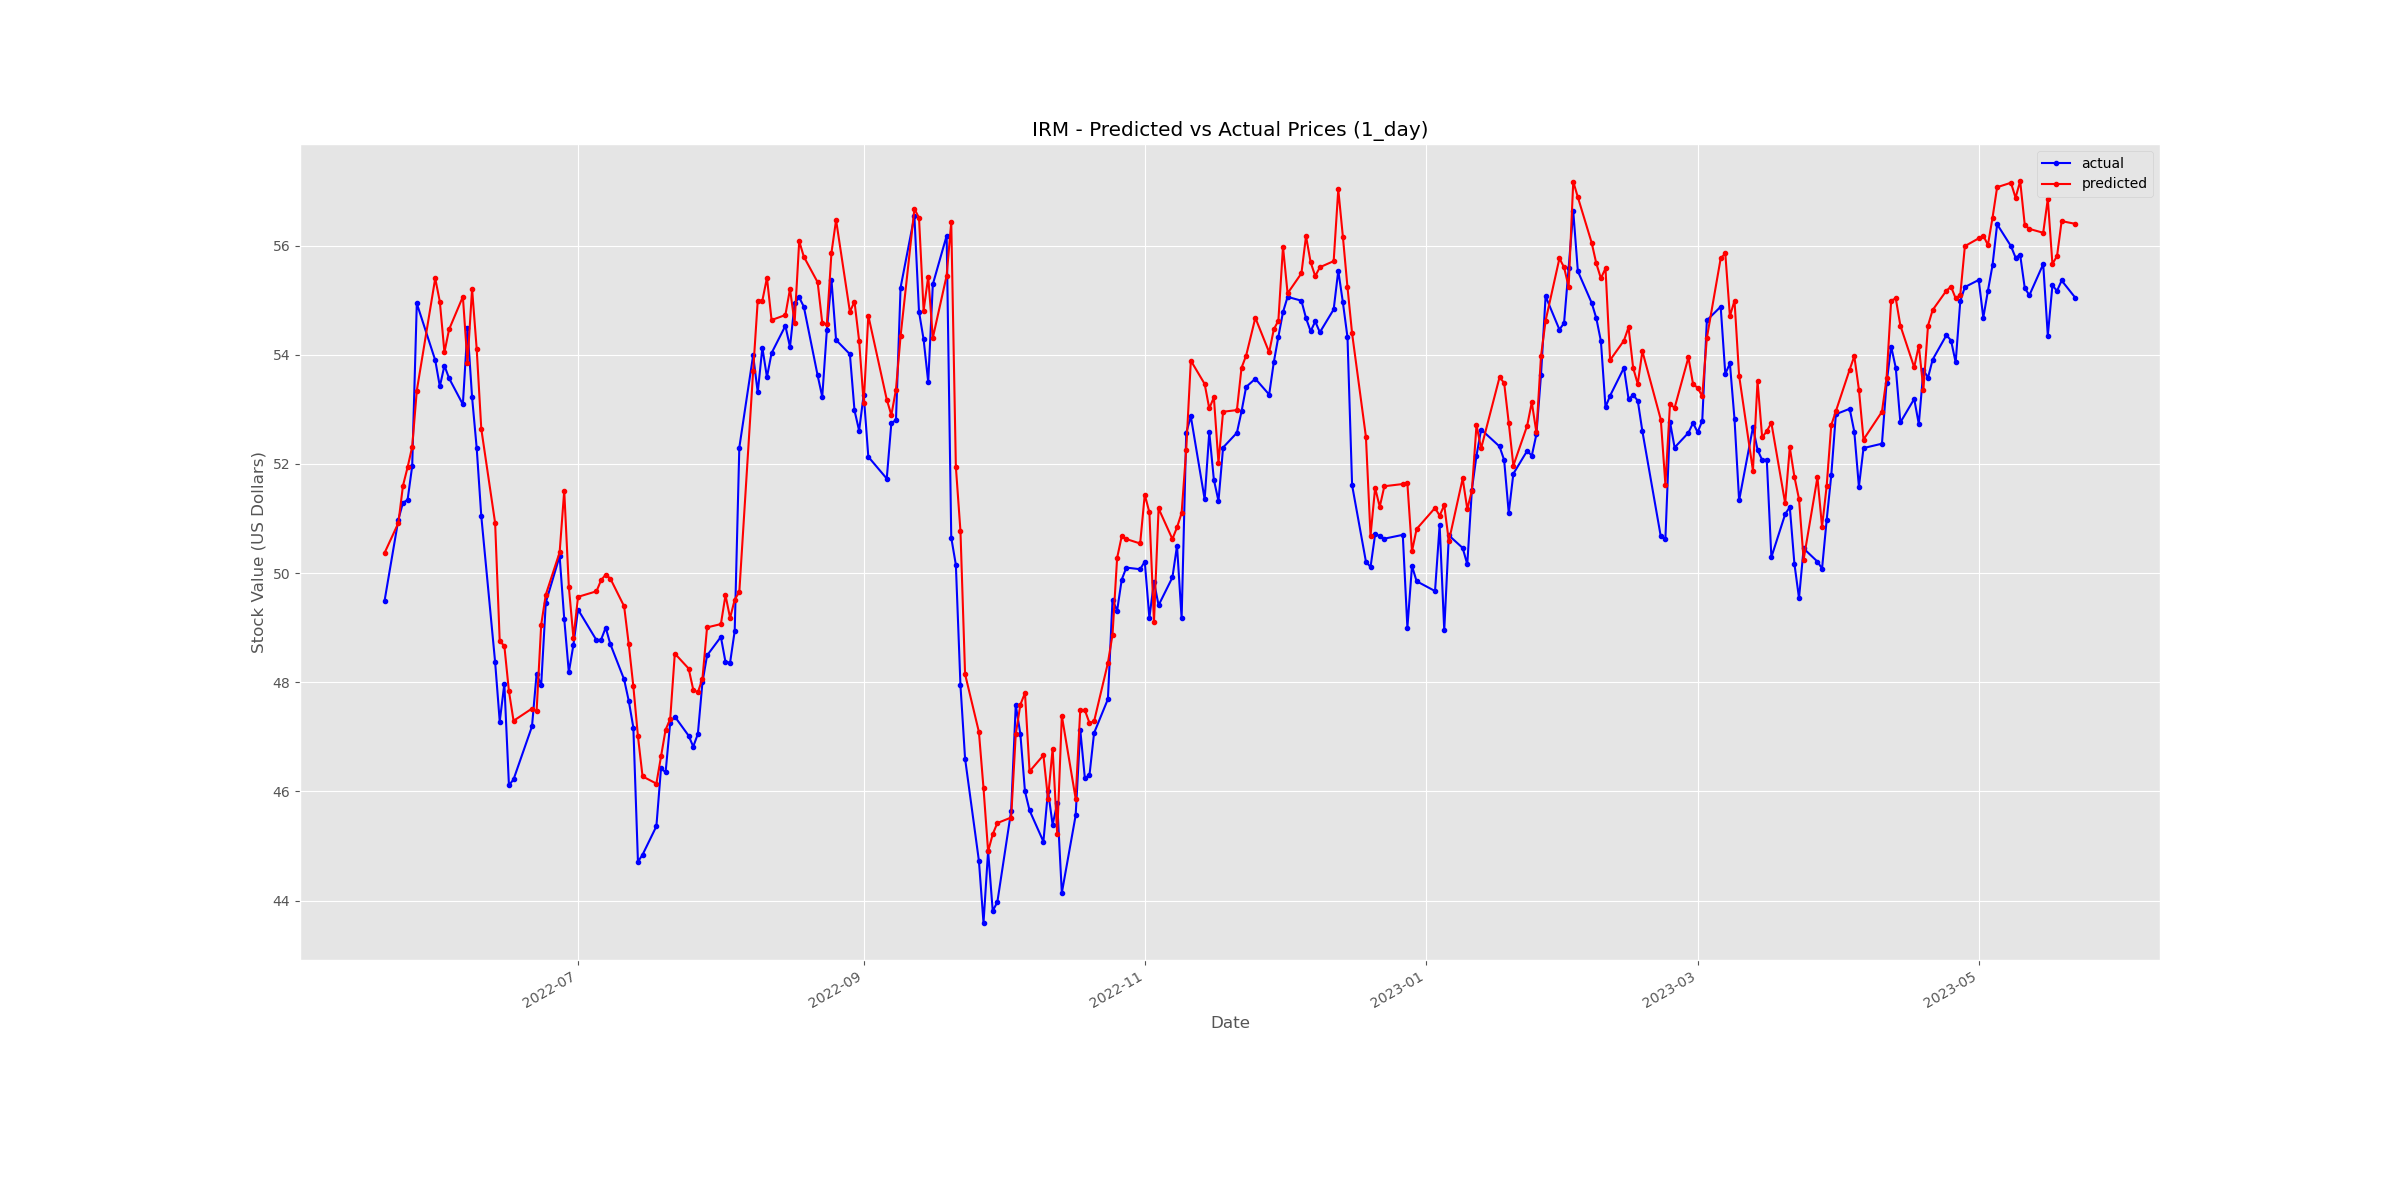 IRM - Predicted vs Actual Prices (1_day)
actual
predicted
Stock Value (US Dollars)
56
54
52
50
48
46
44
2022-07
2022-09
2022-11
2023-01
2023-03
2023-05
Date